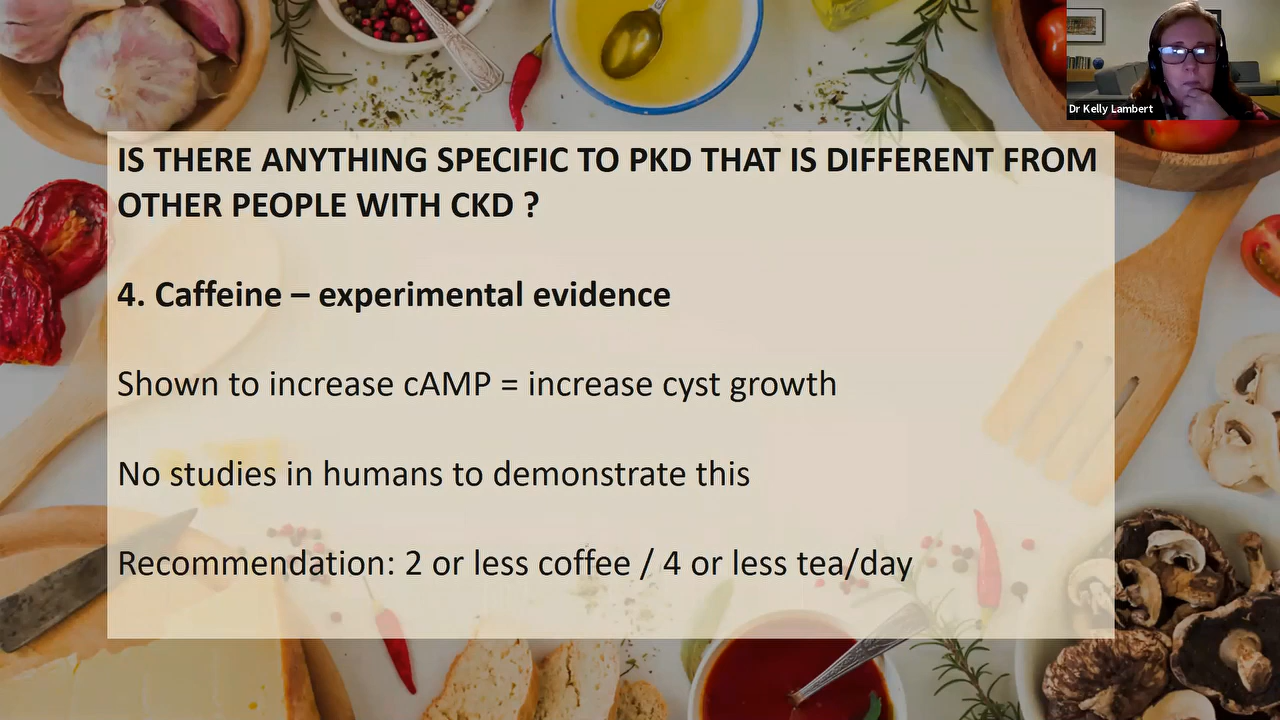 Dr Kelly Lambert
IS THERE ANYTHING SPECIFIC TO PKD THAT IS DIFFERENT FROM
OTHER PEOPLE WITH CKD ?
4. Caffeine – experimental evidence
Shown to increase cAMP = increase cyst growth
No studies in humans to demonstrate this
Recommendation: 2 or less coffee / 4 or less tea/day